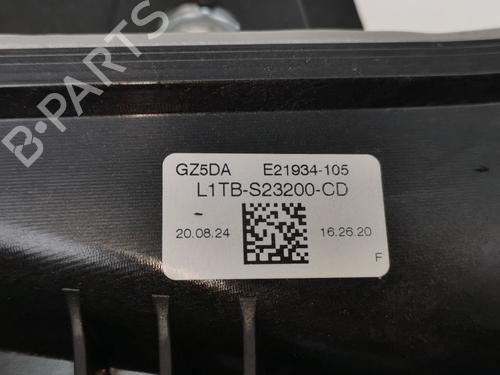 B-PARTS
GZ5DA E21934-105
L1TB-S23200-CD
20.08.24 16.26.20
F